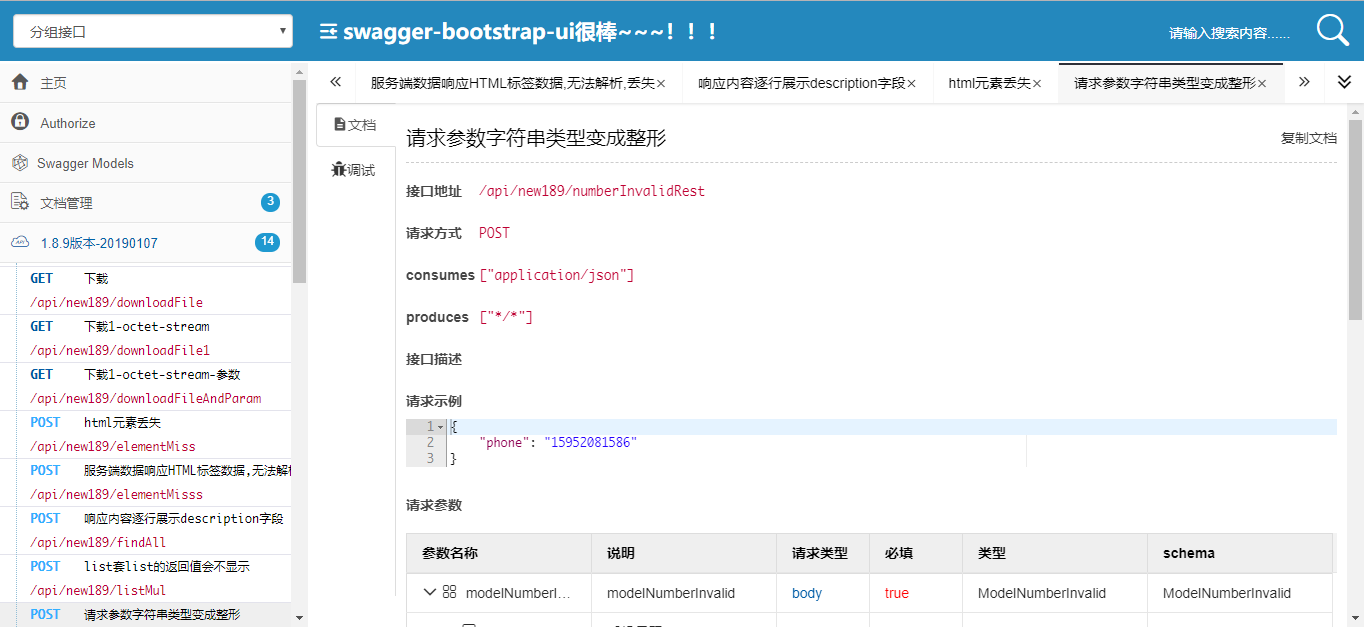 分组接口
swagger-bootstrap-ui很棒~~~！！！
请输入搜索内容......
主页
Authorize
Swagger Models
文档管理 3
1.8.9版本-20190107 14
GET 下载
/api/new189/downloadFile
GET 下载1-octet-stream
/api/new189/downloadFile1
GET 下载1-octet-stream-参数
/api/new189/downloadFileAndParam
POST html元素丢失
/api/new189/elementMiss
POST 服务端数据响应HTML标签数据,无法解析
/api/new189/elementMisss
POST 响应内容逐行展示description字段
/api/new189/findAll
POST list套list的返回值会不显示
/api/new189/listMul
POST 请求参数字符串类型变成整形
服务端数据响应HTML标签数据,无法解析,丢失× 响应内容逐行展示description字段× html元素丢失× 请求参数字符串类型变成整形×
文档
调试
请求参数字符串类型变成整形
复制文档
接口地址 /api/new189/numberInvalidRest
请求方式 POST
consumes ["application/json"]
produces ["*/*"]
接口描述
请求示例
1 {
2 "phone": "15952081586"
3 }
请求参数
参数名称 说明 请求类型 必填 类型 schema
modelNumberI... modelNumberInvalid body true ModelNumberInvalid ModelNumberInvalid